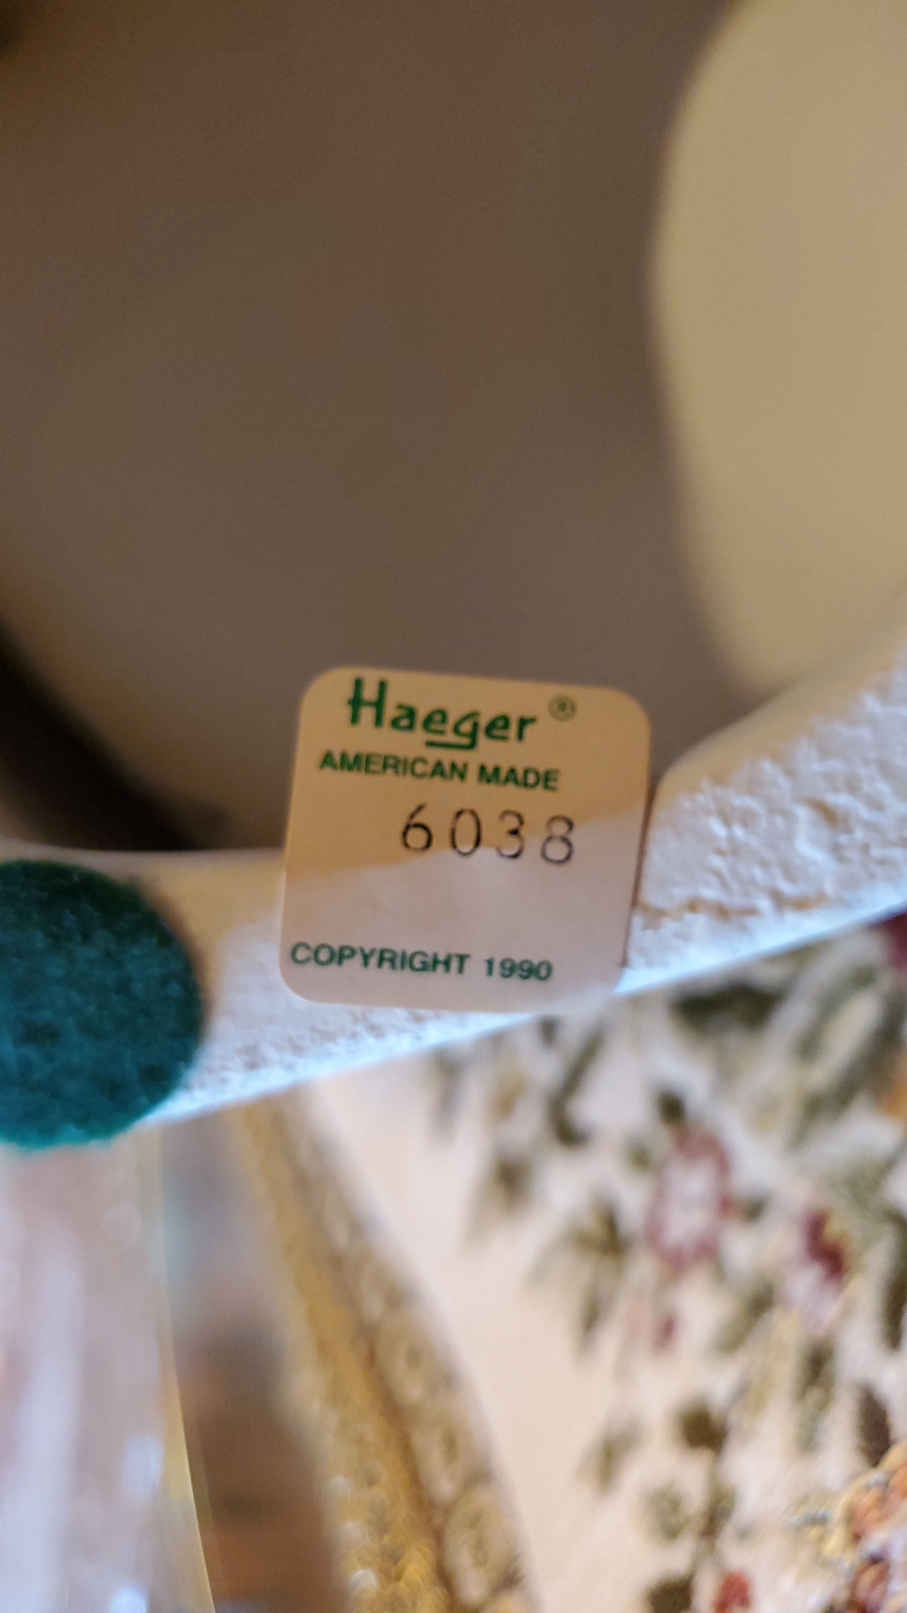 Haeger ®
AMERICAN MADE
6038
COPYRIGHT 1990